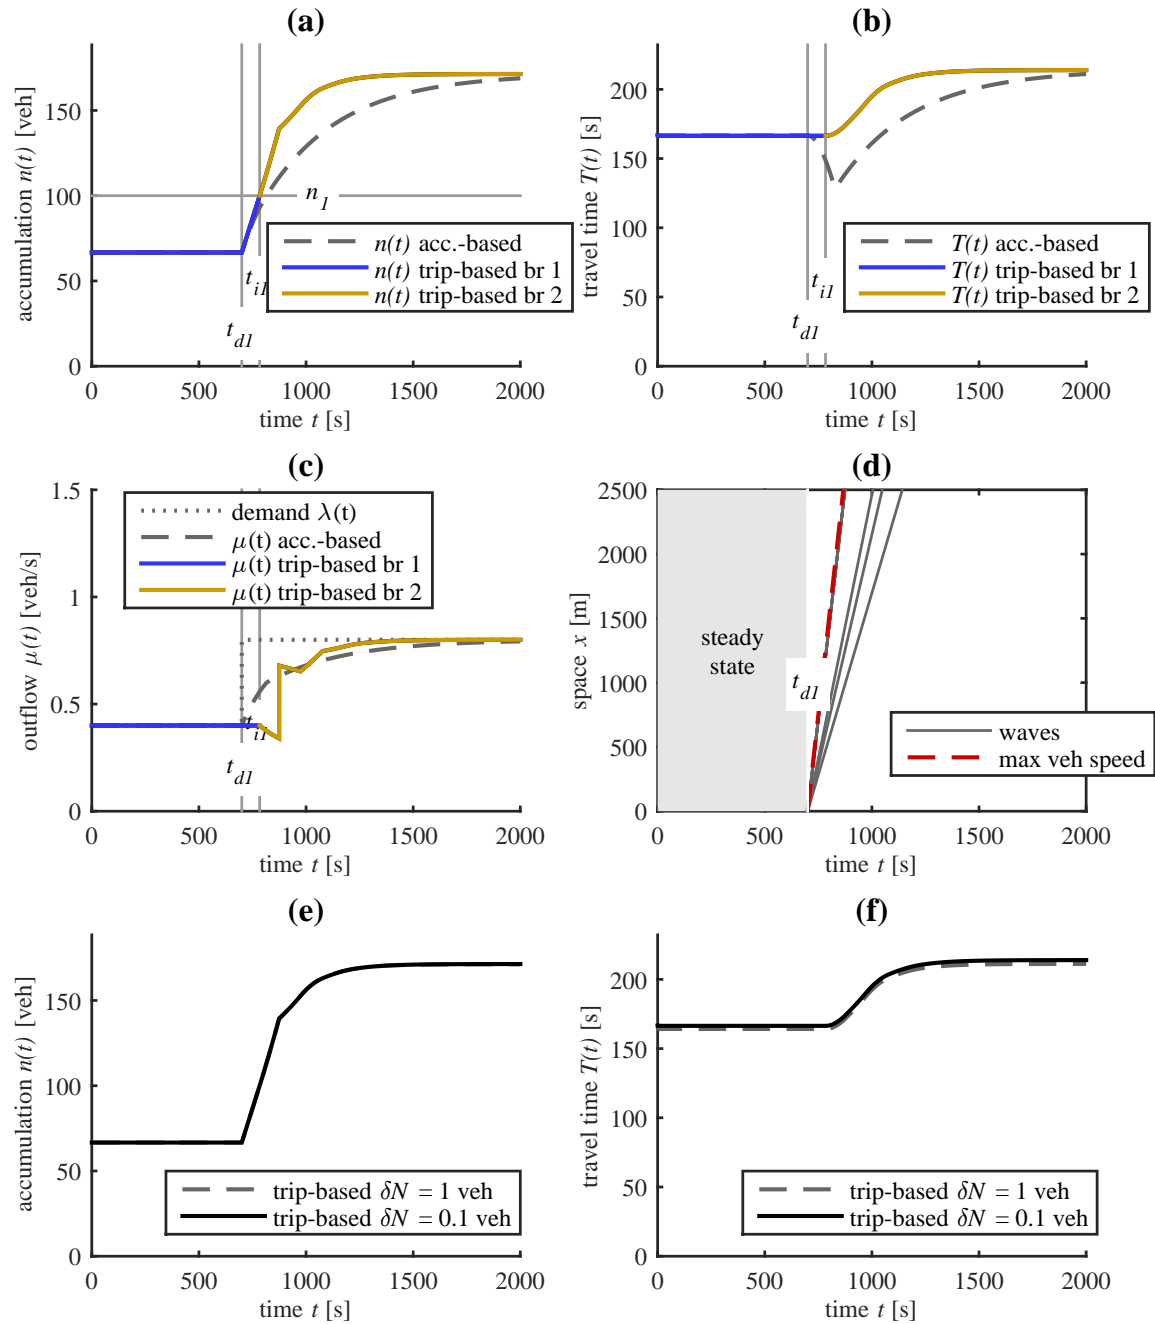 (a)
accumulation n(t) [veh]
150
100
50
0
n1
ti1
td1
n(t) acc.-based
n(t) trip-based br 1
n(t) trip-based br 2
0 500 1000 1500 2000
time t [s]
(b)
travel time T(t) [s]
200
150
100
50
0
ti1
td1
T(t) acc.-based
T(t) trip-based br 1
T(t) trip-based br 2
0 500 1000 1500 2000
time t [s]
(c)
outflow μ(t) [veh/s]
1.5
1
0.5
0
demand λ(t)
μ(t) acc.-based
μ(t) trip-based br 1
μ(t) trip-based br 2
ti1
td1
0 500 1000 1500 2000
time t [s]
(d)
space x [m]
2500
2000
1500
1000
500
0
steady
state
td1
waves
max veh speed
0 500 1000 1500 2000
time t [s]
(e)
accumulation n(t) [veh]
150
100
50
0
trip-based δN = 1 veh
trip-based δN = 0.1 veh
0 500 1000 1500 2000
time t [s]
(f)
travel time T(t) [s]
200
150
100
50
0
trip-based δN = 1 veh
trip-based δN = 0.1 veh
0 500 1000 1500 2000
time t [s]